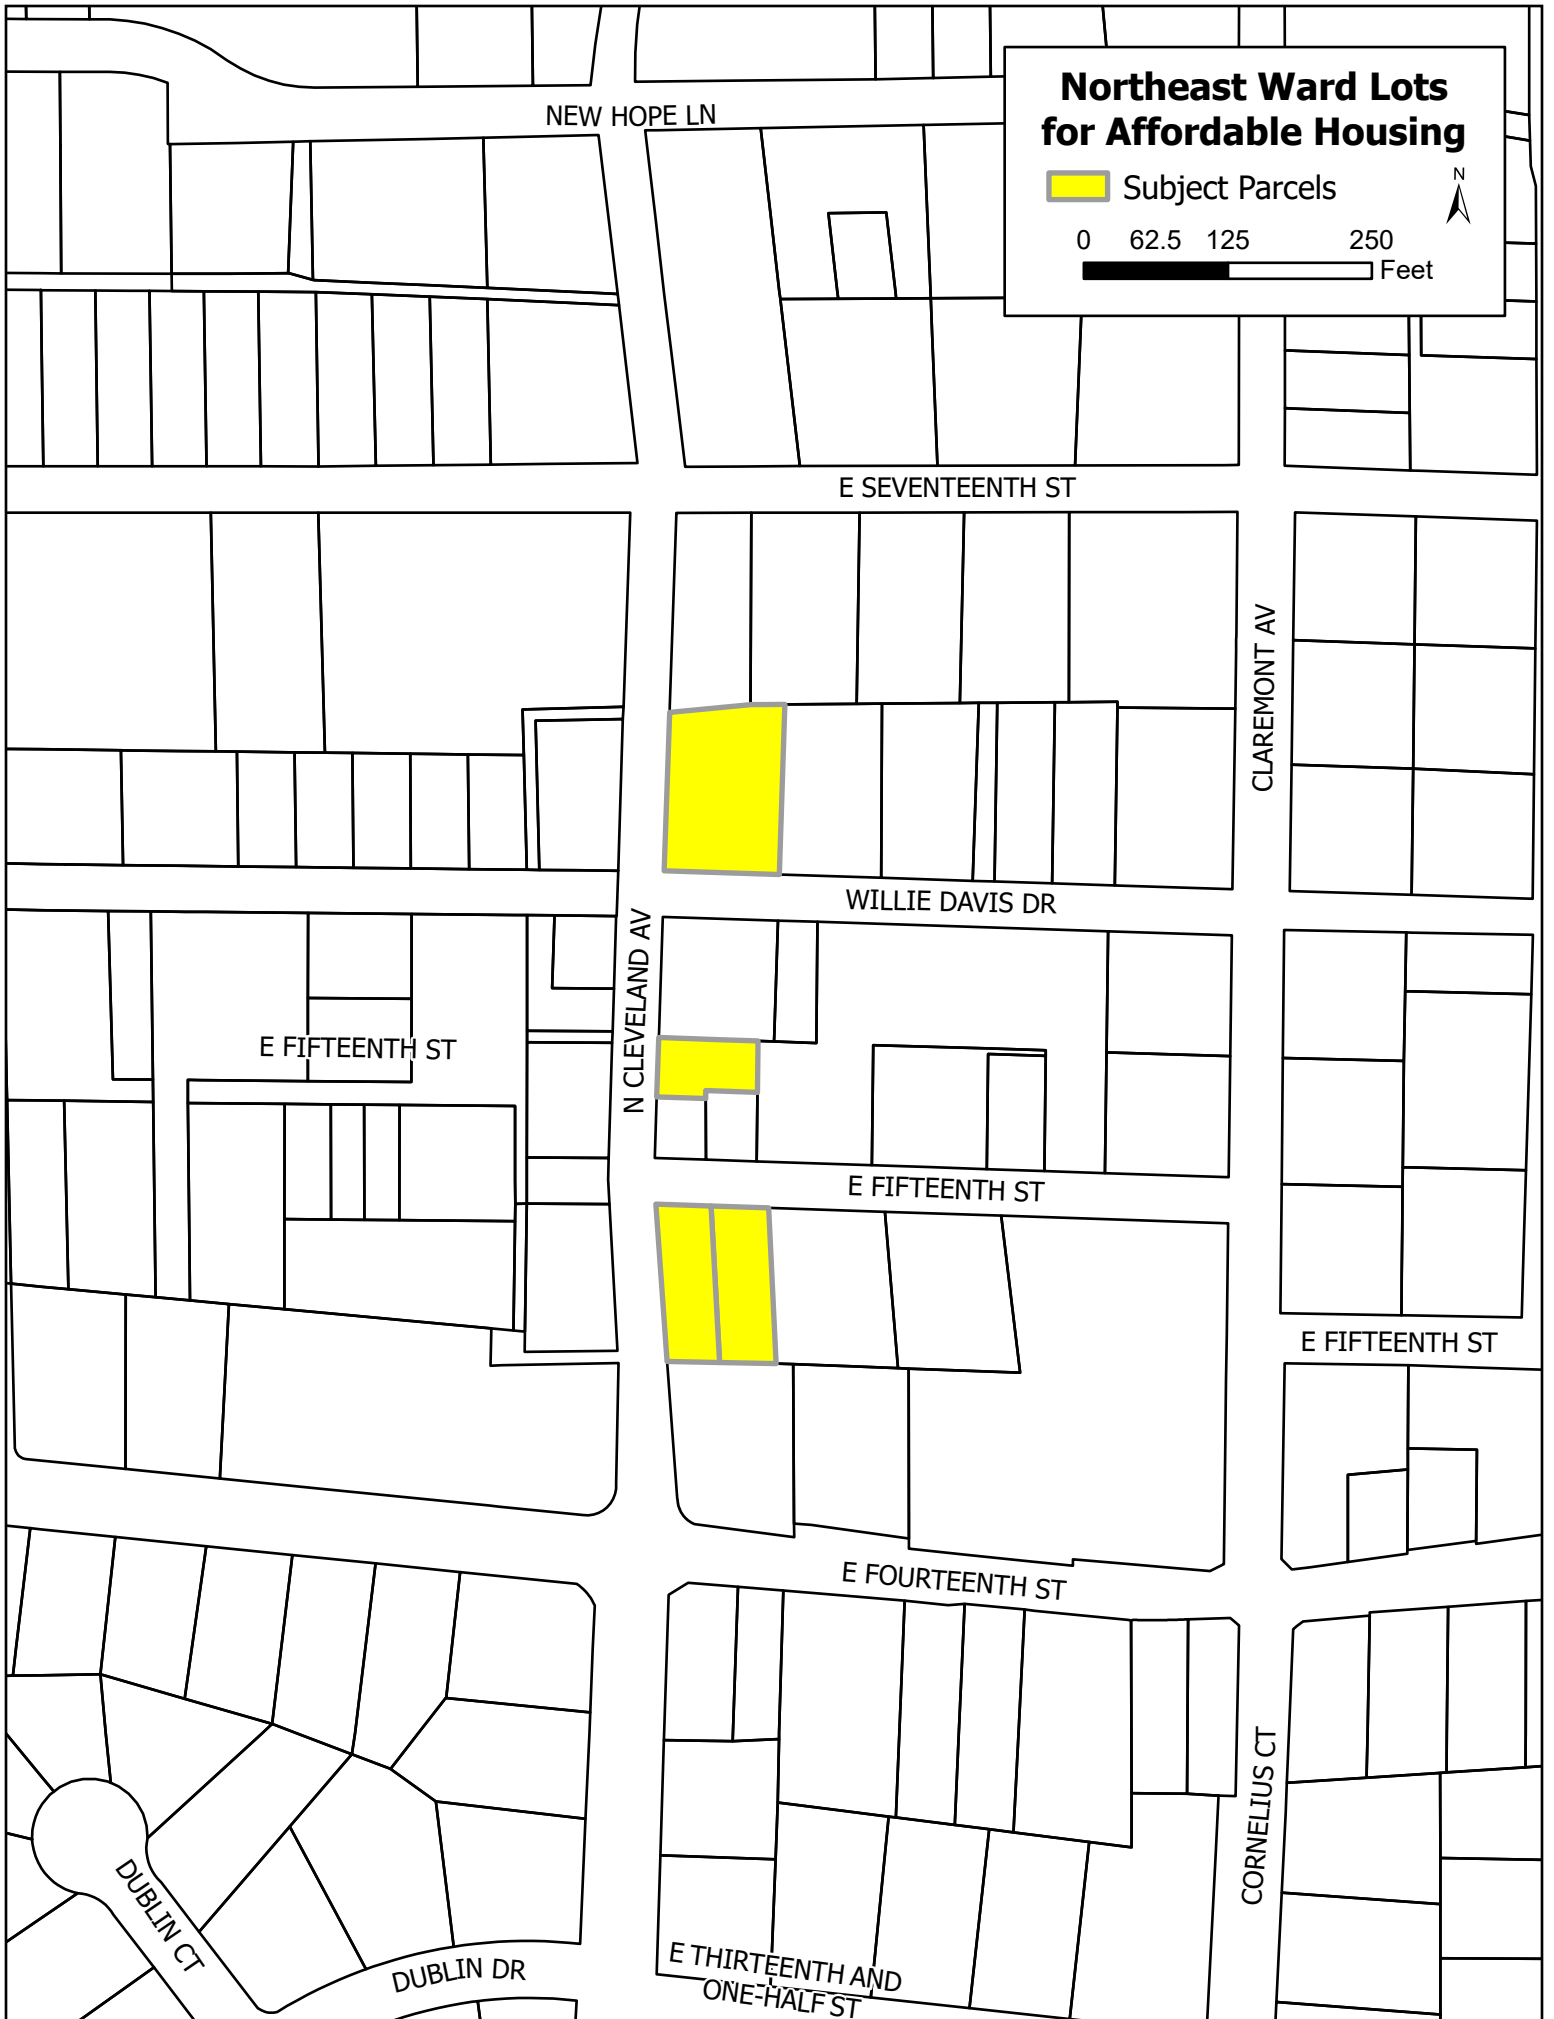 NEW HOPE LN
Northeast Ward Lots
for Affordable Housing
Subject Parcels
N
0 62.5 125 250
Feet
E SEVENTEENTH ST
CLAREMONT AV
WILLIE DAVIS DR
N CLEVELAND AV
E FIFTEENTH ST
E FIFTEENTH ST
E FIFTEENTH ST
E FOURTEENTH ST
CORNELIUS CT
DUBLIN CT
DUBLIN DR
E THIRTEENTH AND
ONE-HALF ST